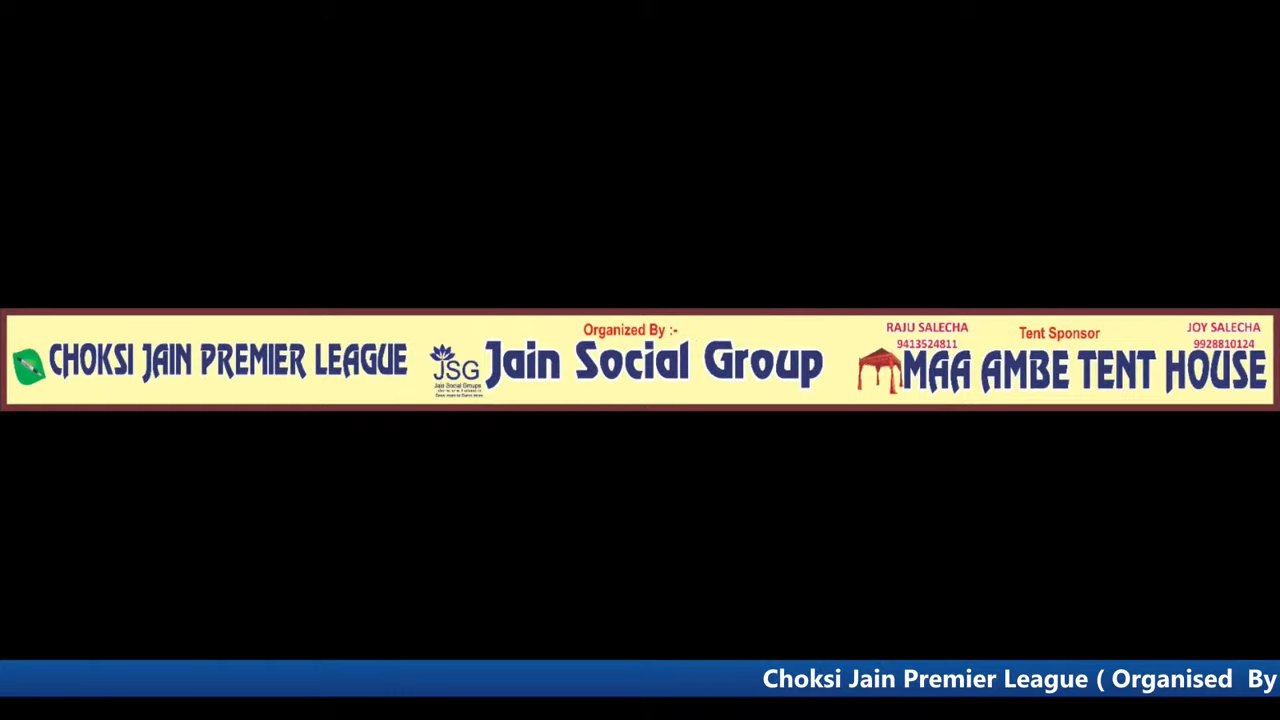 CHOKSI JAIN PREMIER LEAGUE
Organized By :-
JSG
Jain Social Groups
Jain Social Group
RAJU SALECHA
9413524811
Tent Sponsor
JOY SALECHA
9928810124
MAA AMBE TENT HOUSE
Choksi Jain Premier League ( Organised By